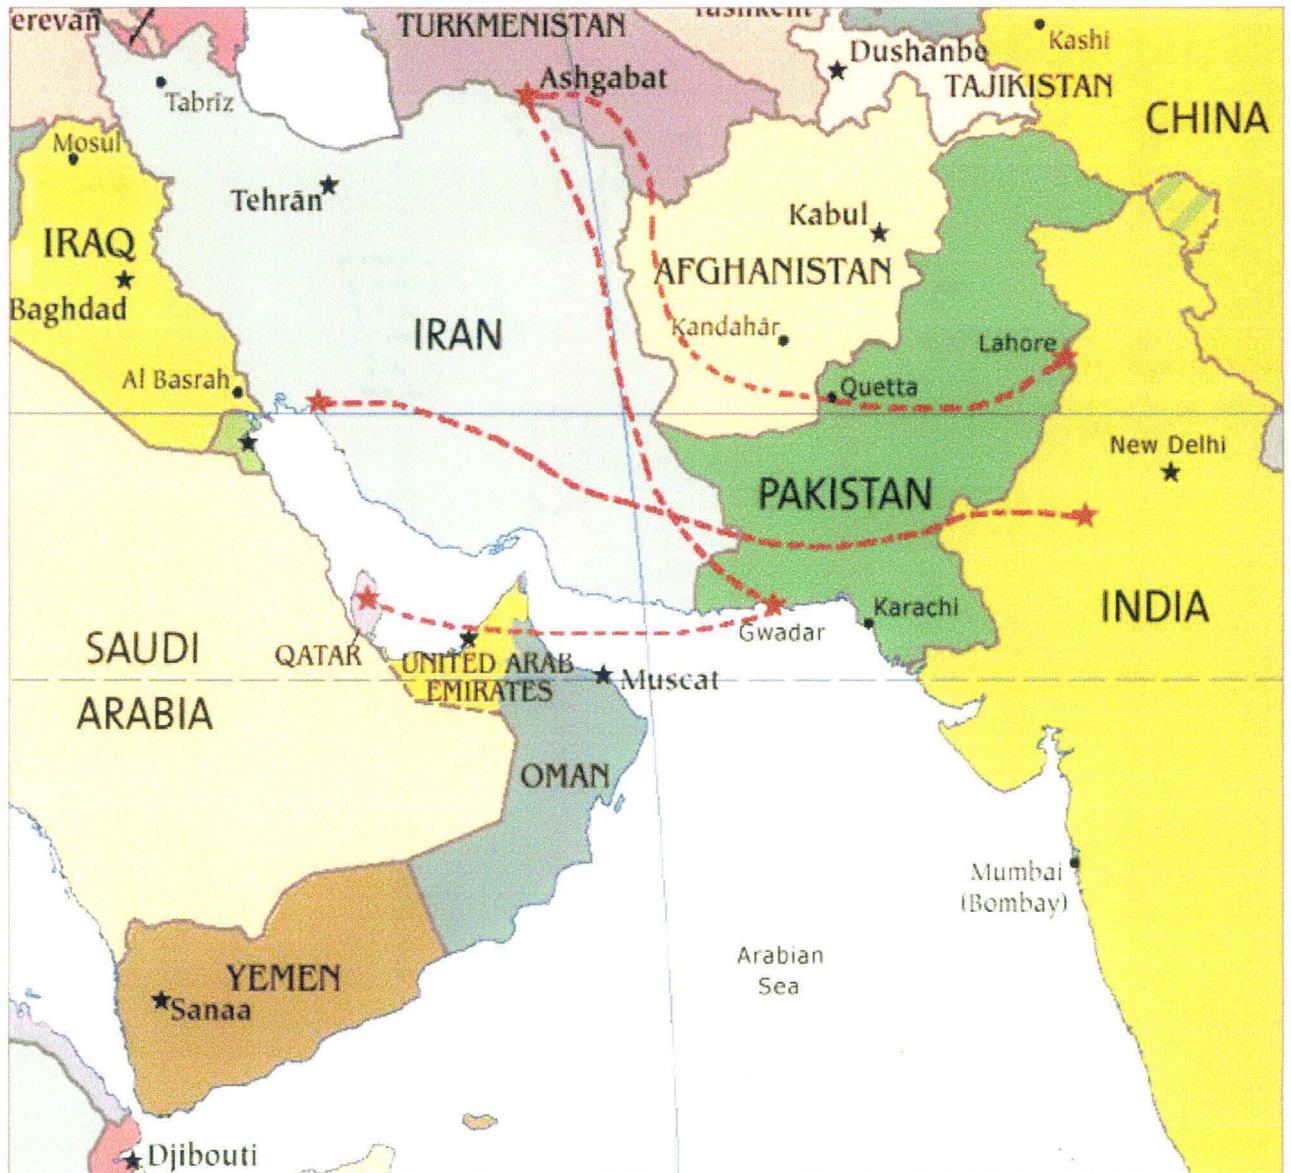 erevan
TURKMENISTAN
Tashkent
Dushanbe
Kashi
Ashgabat
TAJIKISTAN
Tabrīz
CHINA
Mosul
Tehrān
Kabul
IRAQ
AFGHANISTAN
Baghdad
IRAN
Kandahār
Lahore
Al Basrah
Quetta
New Delhi
PAKISTAN
Karachi
INDIA
Gwadar
SAUDI
ARABIA
QATAR
UNITED ARAB
EMIRATES
Muscat
OMAN
Mumbai
(Bombay)
Arabian
Sea
YEMEN
Sanaa
Djibouti